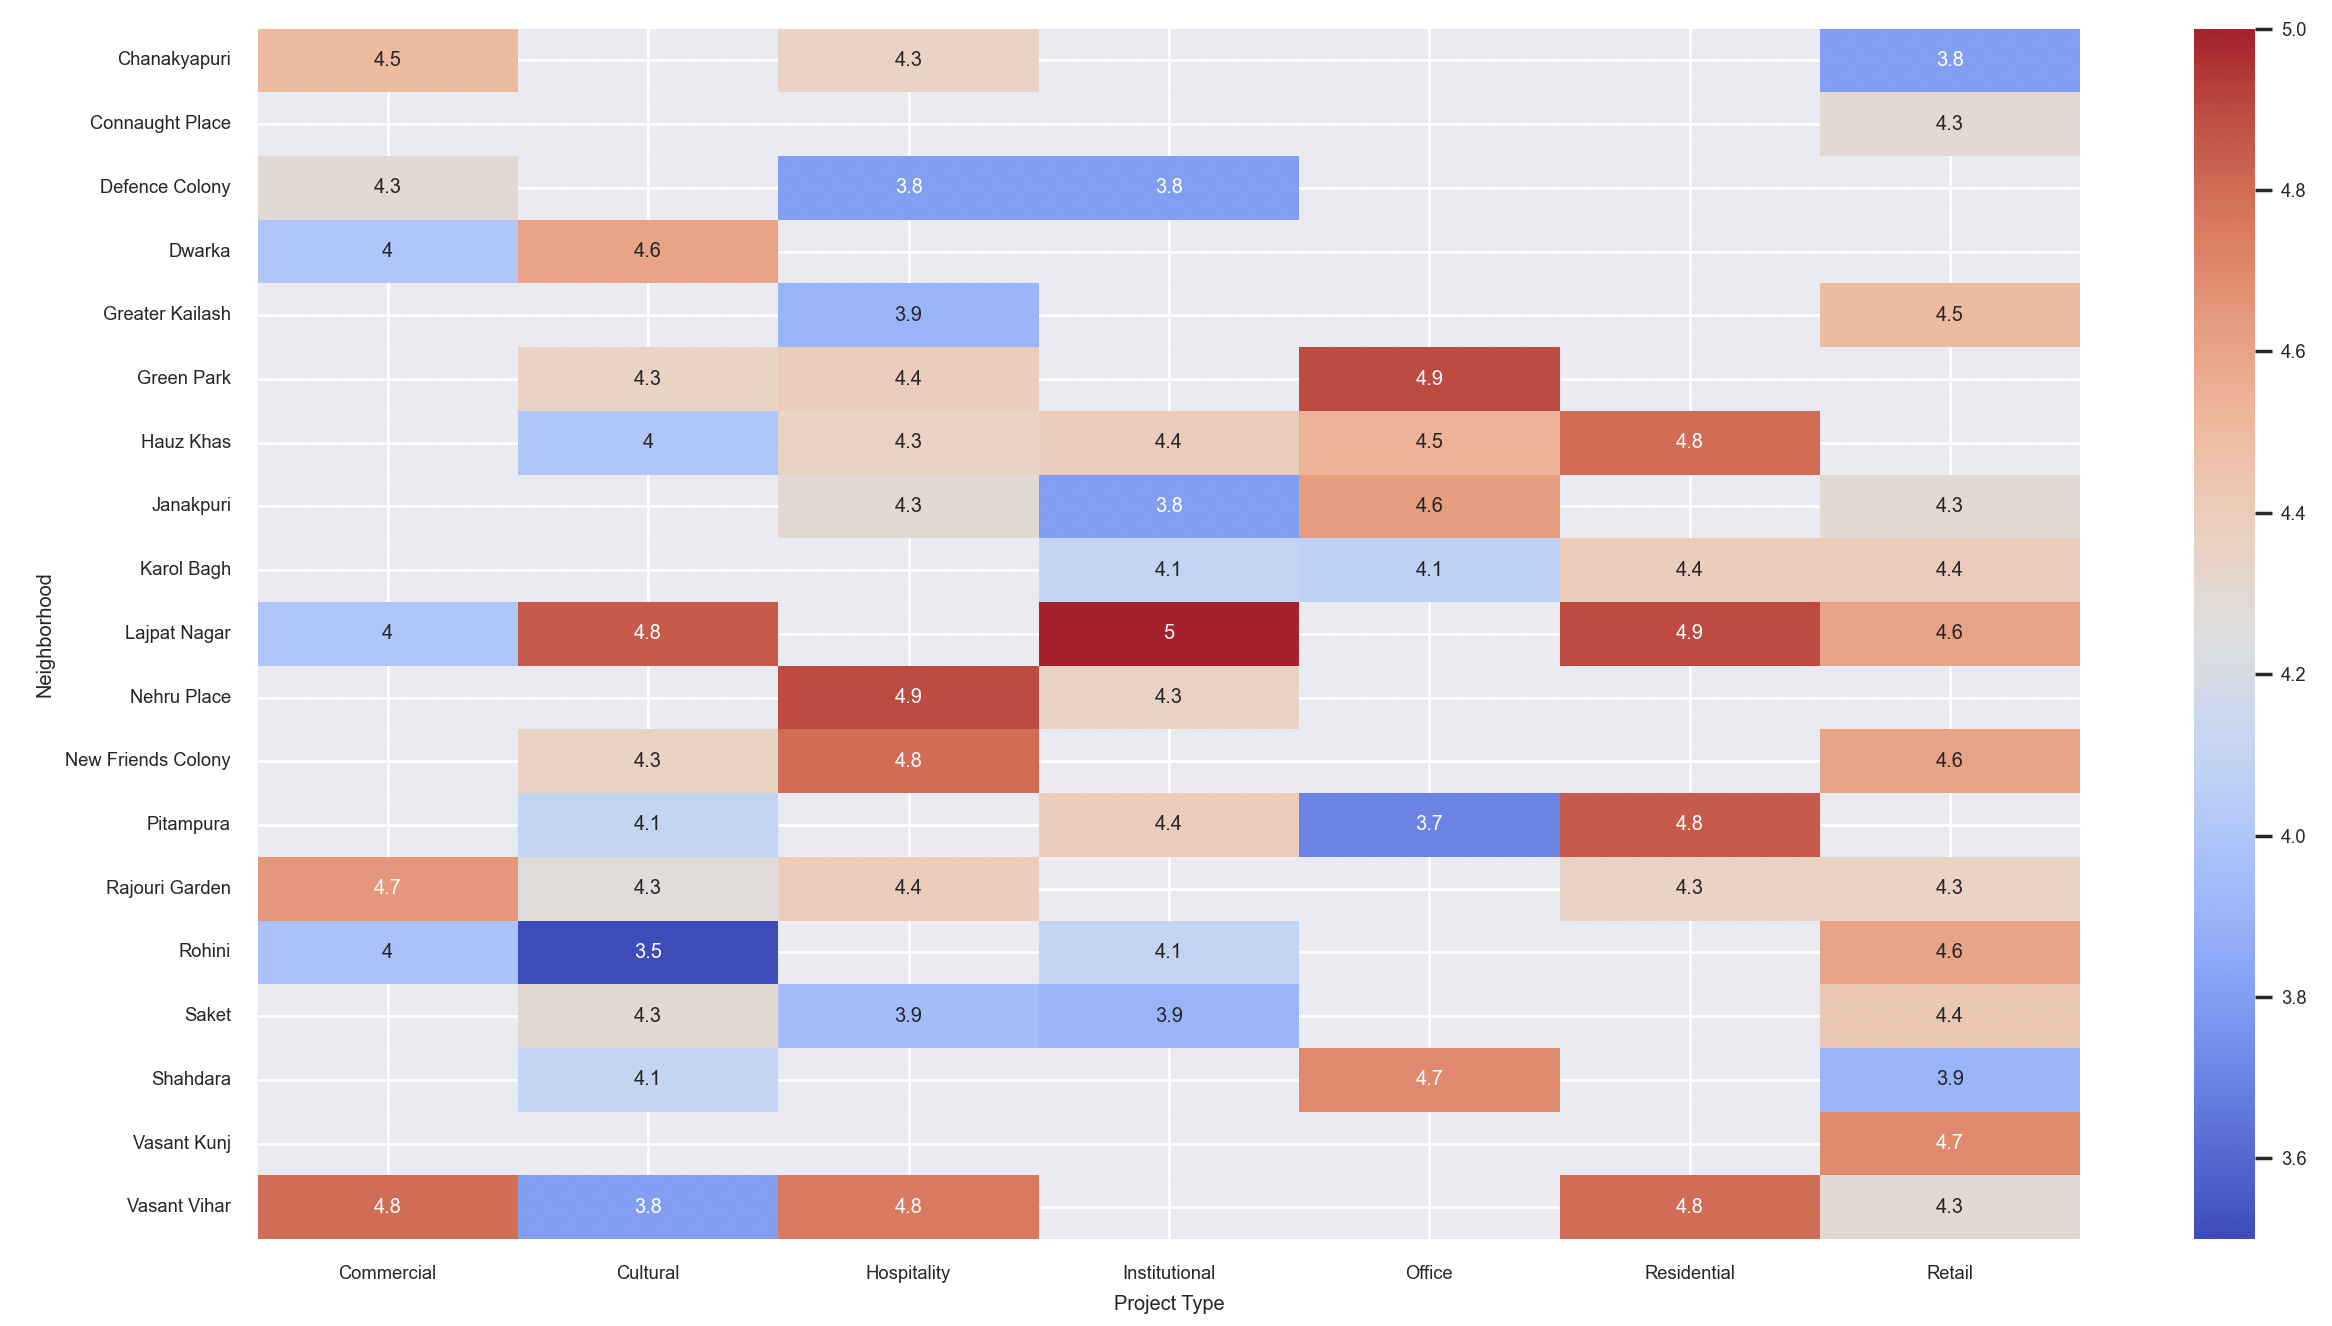 Chanakyapuri 4.5 4.3 3.8
Connaught Place 4.3
Defence Colony 4.3 3.8 3.8
Dwarka 4 4.6
Greater Kailash 3.9 4.5
Green Park 4.3 4.4 4.9
Hauz Khas 4 4.3 4.4 4.5 4.8
Janakpuri 4.3 3.8 4.6 4.3
Karol Bagh 4.1 4.1 4.4 4.4
Lajpat Nagar 4 4.8 5 4.9 4.6
Nehru Place 4.9 4.3
New Friends Colony 4.3 4.8 4.6
Pitampura 4.1 4.4 3.7 4.8
Rajouri Garden 4.7 4.3 4.4 4.3 4.3
Rohini 4 3.5 4.1 4.6
Saket 4.3 3.9 3.9 4.4
Shahdara 4.1 4.7 3.9
Vasant Kunj 4.7
Vasant Vihar 4.8 3.8 4.8 4.8 4.3
Commercial Cultural Hospitality Institutional Office Residential Retail
Project Type
Neighborhood
5.0
4.8
4.6
4.4
4.2
4.0
3.8
3.6